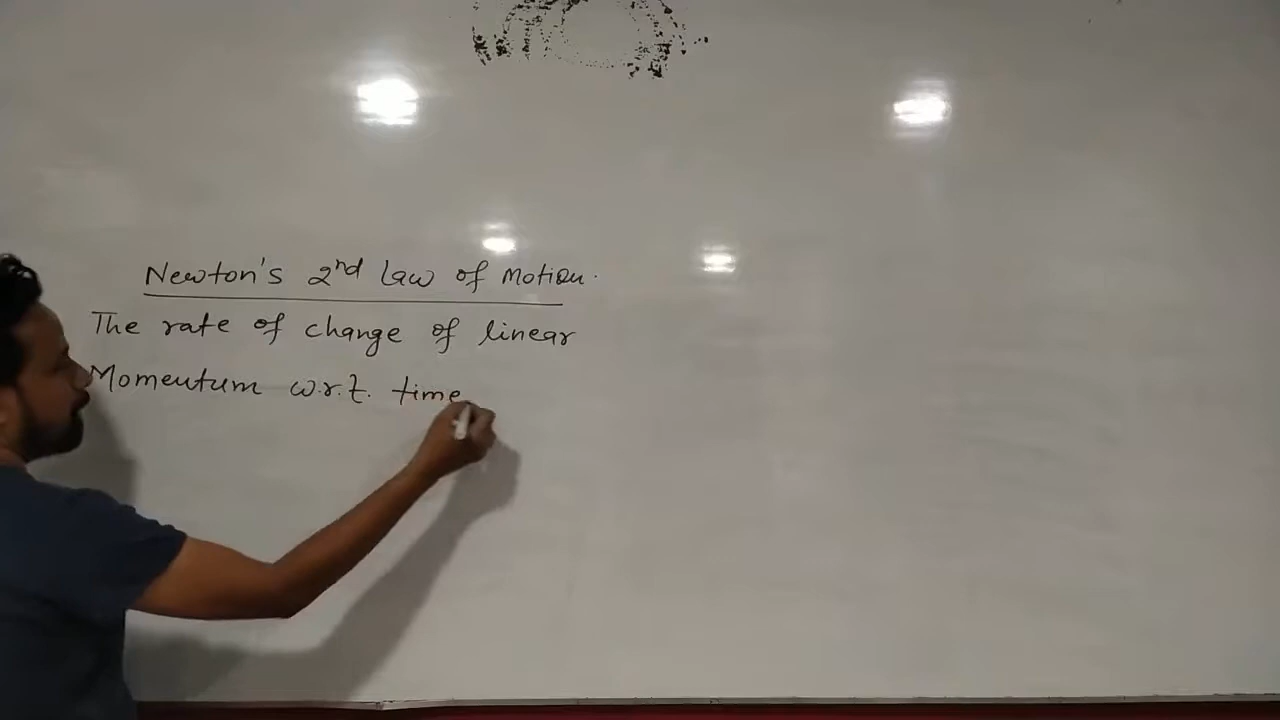 Newton's 2nd Law of Motion.
The rate of change of linear
Momentum w.r.t. time